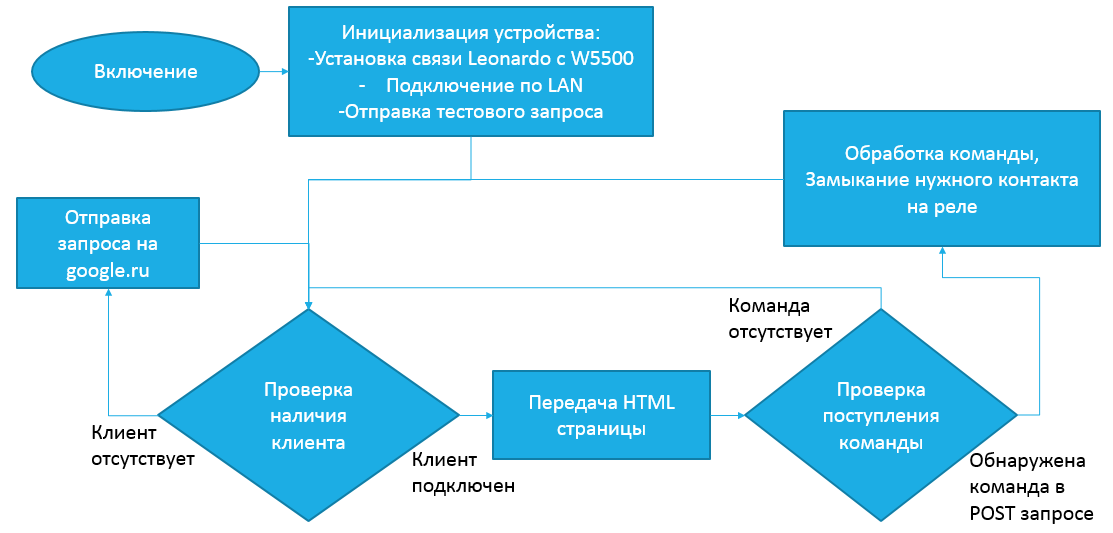 Включение
Инициализация устройства:
-Установка связи Leonardo с W5500
- Подключение по LAN
-Отправка тестового запроса
Обработка команды,
Замыкание нужного контакта
на реле
Отправка
запроса на
google.ru
Команда
отсутствует
Проверка
наличия
клиента
Передача HTML
страницы
Проверка
поступления
команды
Клиент
отсутствует
Клиент
подключен
Обнаружена
команда в
POST запросе